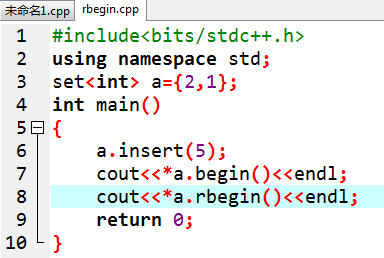 未命名1.cpp rbegin.cpp
1 #include<bits/stdc++.h>
2 using namespace std;
3 set<int> a={2,1};
4 int main()
5 {
6 a.insert(5);
7 cout<<*a.begin()<<endl;
8 cout<<*a.rbegin()<<endl;
9 return 0;
10 }